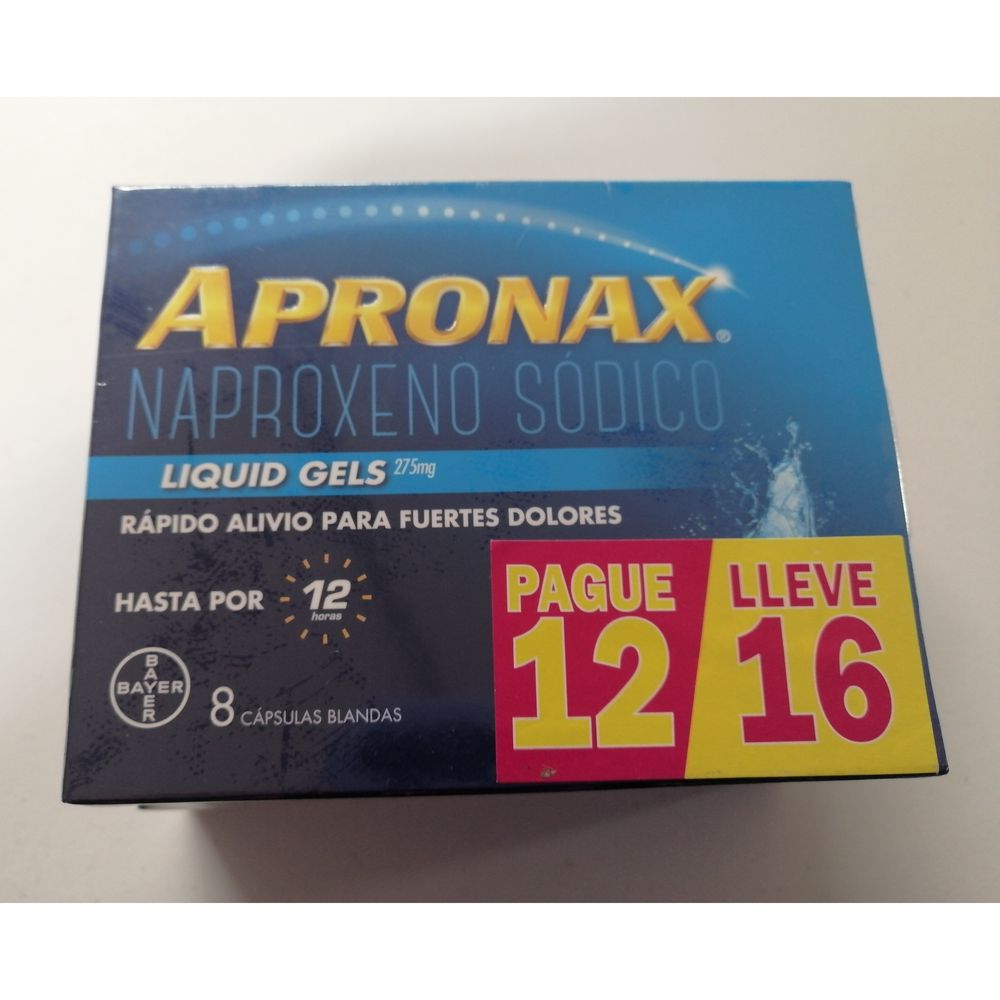 APRONAX®
NAPROXENO SÓDICO
LIQUID GELS 275mg
RÁPIDO ALIVIO PARA FUERTES DOLORES
HASTA POR 12 horas
BAYER
BAYER
8 CÁPSULAS BLANDAS
PAGUE
12
LLEVE
16